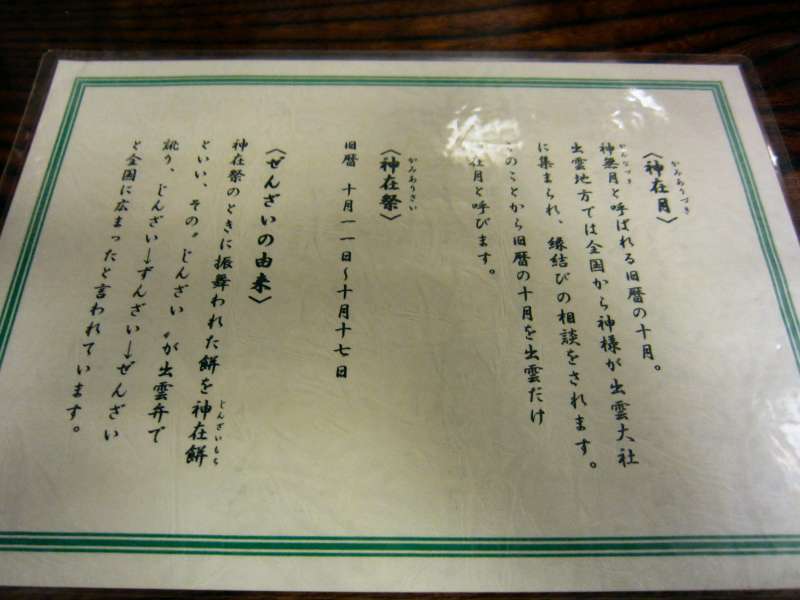 かみありづき
〈神在月〉
かんなづき
神無月と呼ばれる旧暦の十月。
出雲地方では全国から神様が出雲大社
に集まられ、縁結びの相談をされます。
のことから旧暦の十月を出雲だけ
在月と呼びます。
かみありさい
〈神在祭〉
旧暦 十月一一日〜十月十七日
〈ぜんざいの由来〉
じんざいもち
神在祭のときに振舞われた餅を神在餅
といい、その〝じんざい〟が出雲弁で
訛り、じんざい→ずんざい→ぜんざい
と全国に広まったと言われています。